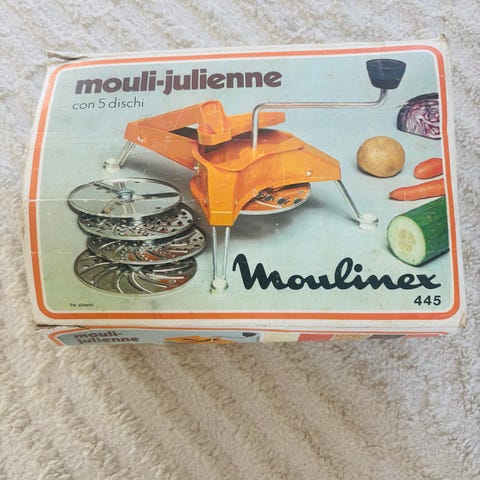 mouli-julienne
con 5 dischi
Moulinex
445
Per alimenti
mouli-
julienne